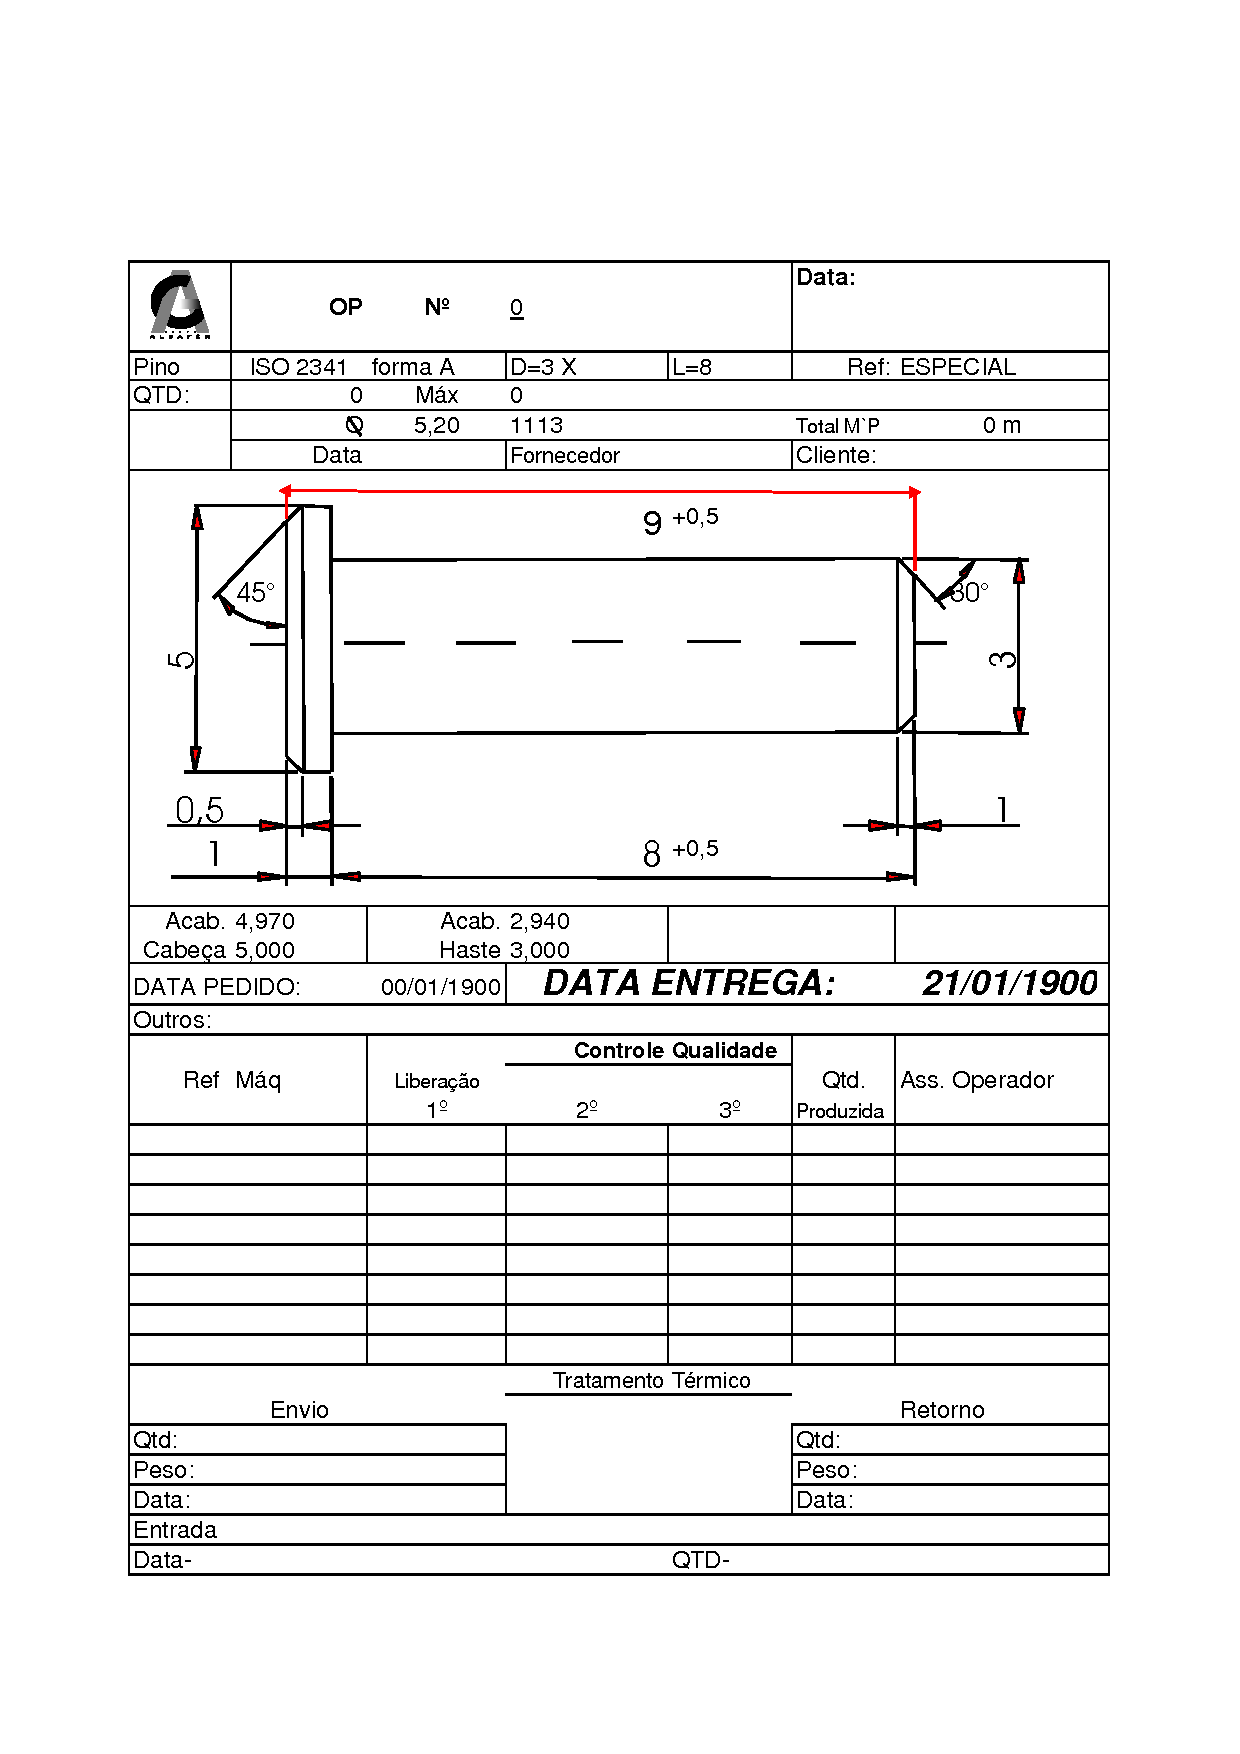 Data:
OP Nº 0
ALBAFER
Pino ISO 2341 forma A D=3 X L=8 Ref: ESPECIAL
QTD: 0 Máx 0
Ø 5,20 1113 Total M`P 0 m
Data Fornecedor Cliente:
9 +0,5
45° 30°
5 3
0,5 1
1 8 +0,5
Acab. 4,970 Acab. 2,940
Cabeça 5,000 Haste 3,000
DATA PEDIDO: 00/01/1900 DATA ENTREGA: 21/01/1900
Outros:
Controle Qualidade
Ref Máq Liberação Qtd. Ass. Operador
1º 2º 3º Produzida
Tratamento Térmico
Envio Retorno
Qtd: Qtd:
Peso: Peso:
Data: Data:
Entrada
Data- QTD-